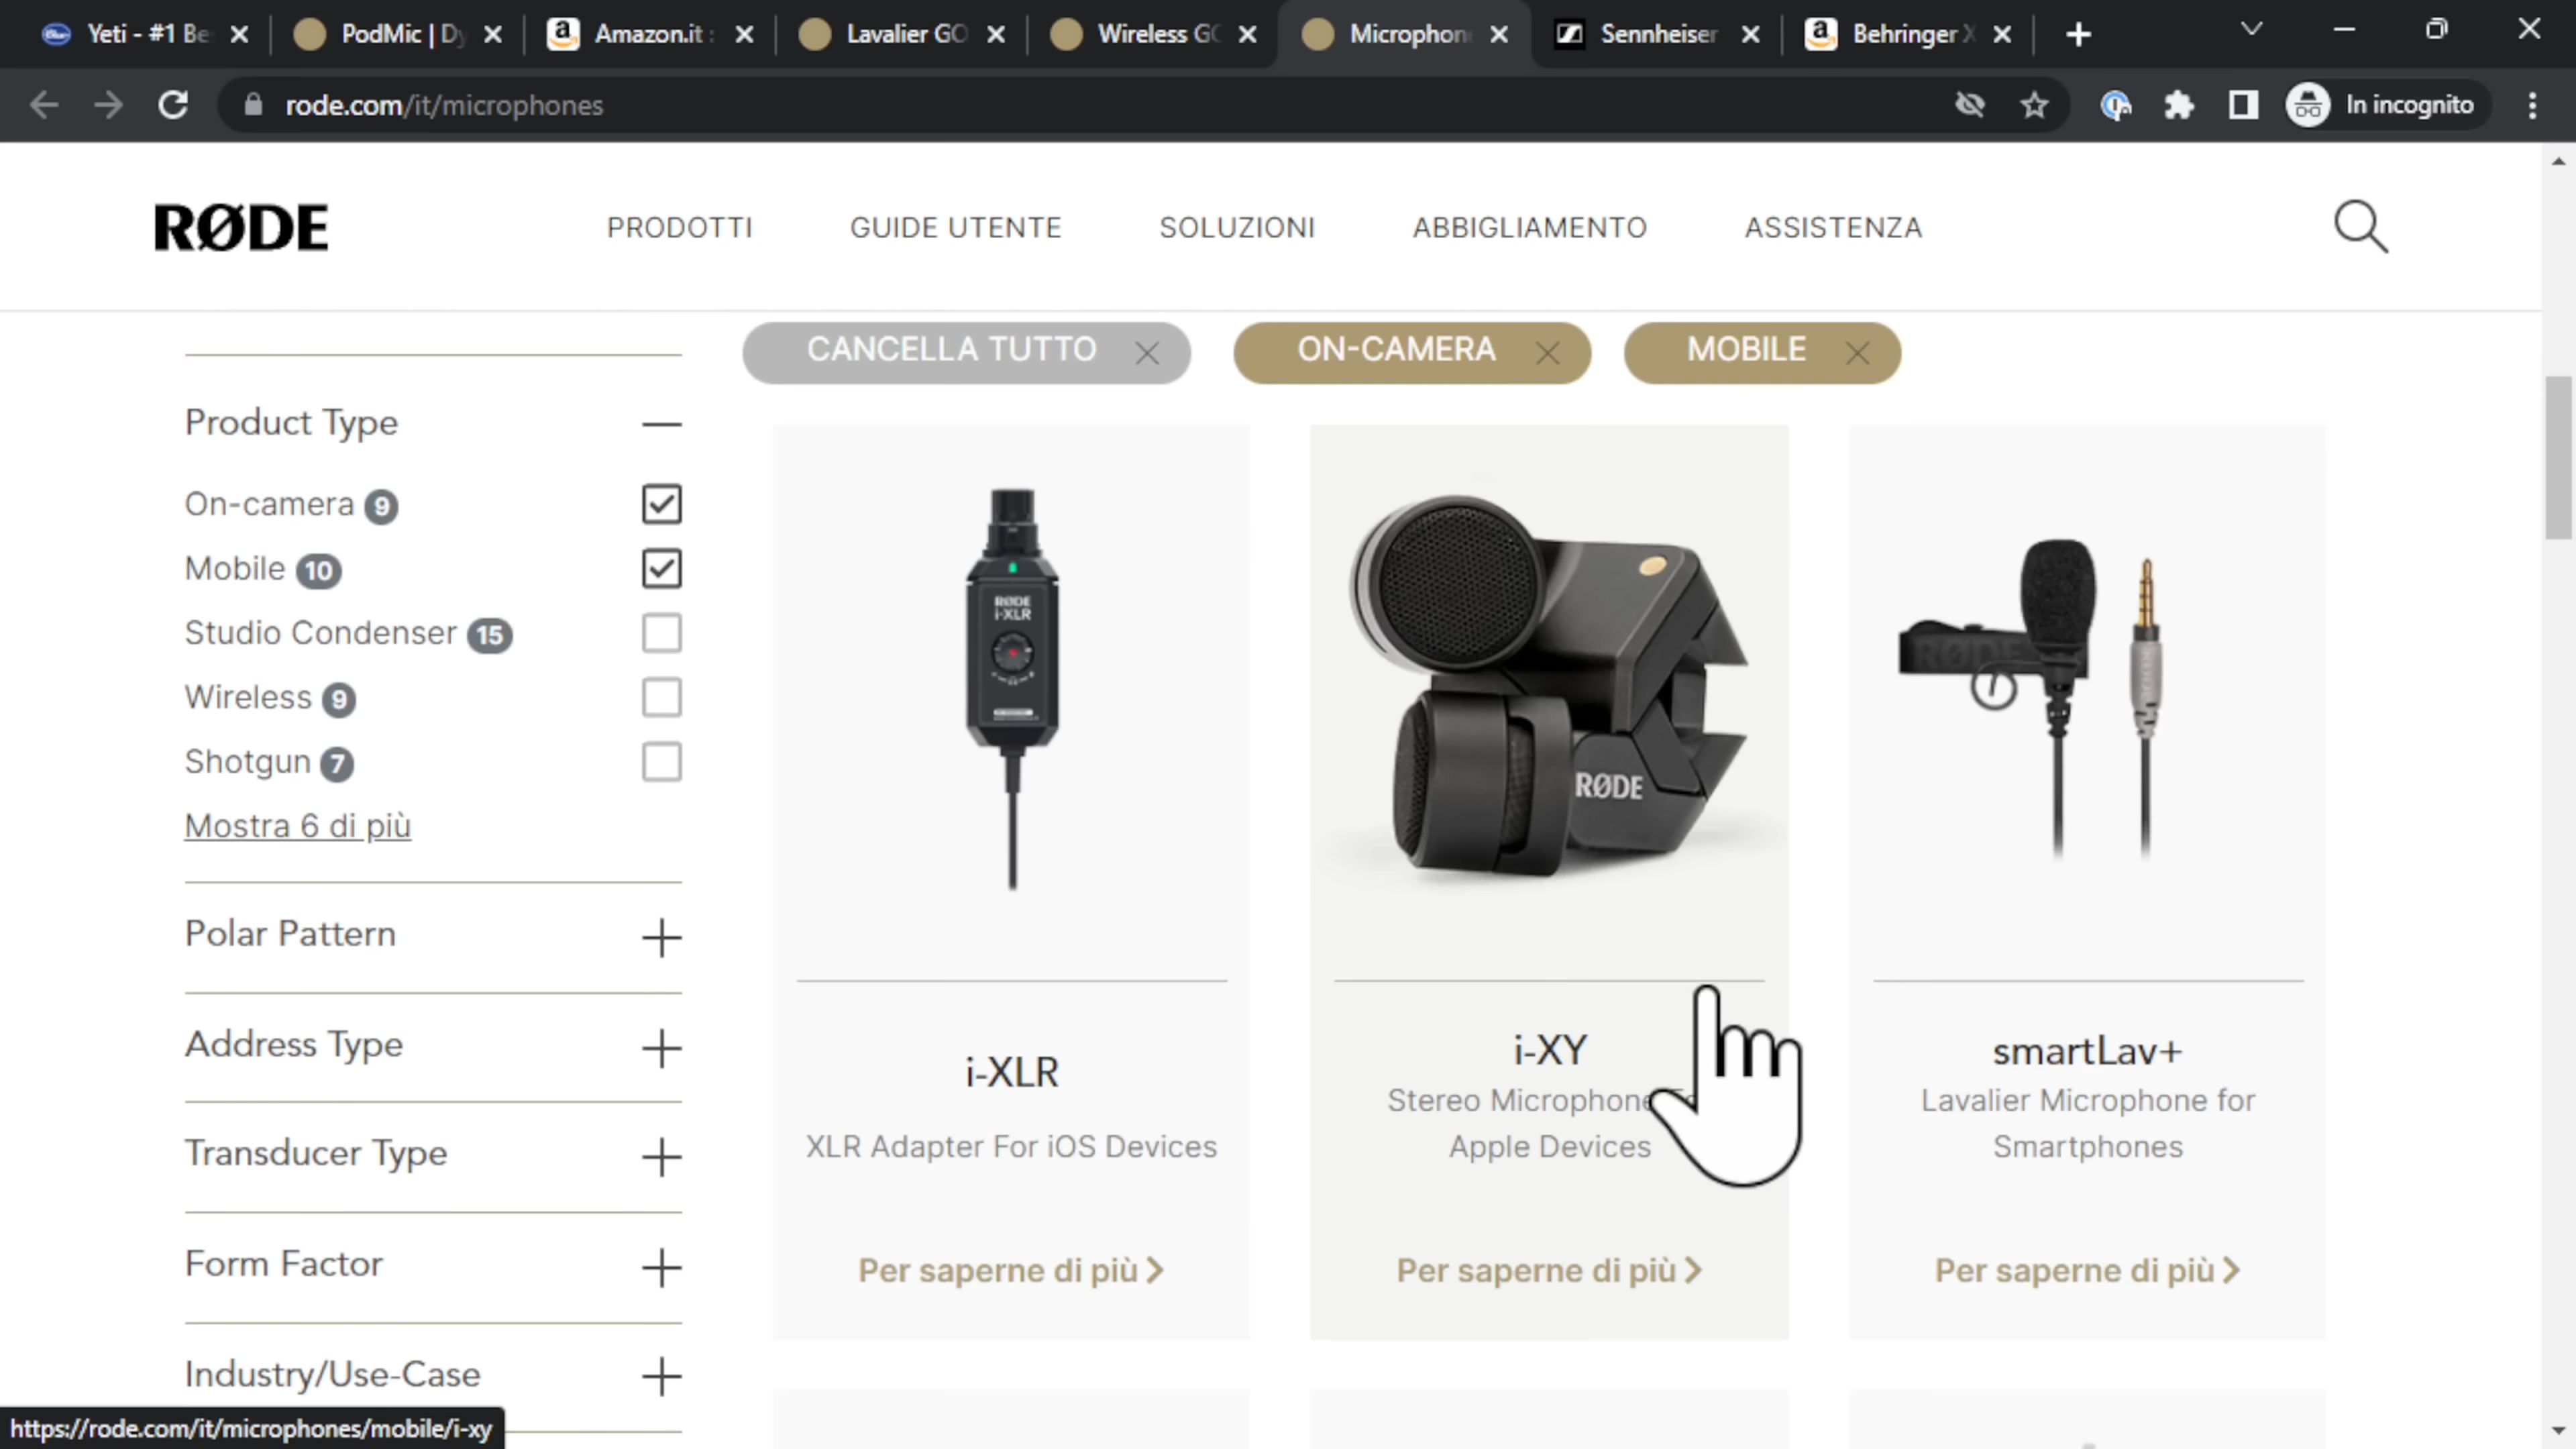 Yeti - #1 Be
PodMic | Dy
Amazon.it :
Lavalier GO
Wireless GO
Microphon
Sennheiser
Behringer X
rode.com/it/microphones
In incognito
RØDE
PRODOTTI
GUIDE UTENTE
SOLUZIONI
ABBIGLIAMENTO
ASSISTENZA
CANCELLA TUTTO
ON-CAMERA
MOBILE
Product Type
On-camera 9
Mobile 10
Studio Condenser 15
Wireless 9
Shotgun 7
Mostra 6 di più
Polar Pattern
Address Type
Transducer Type
Form Factor
Industry/Use-Case
RØDE
i-XLR
i-XLR
XLR Adapter For iOS Devices
Per saperne di più
RØDE
i-XY
Stereo Microphone
Apple Devices
Per saperne di più
RØDE
smartLav+
Lavalier Microphone for
Smartphones
Per saperne di più
https://rode.com/it/microphones/mobile/i-xy